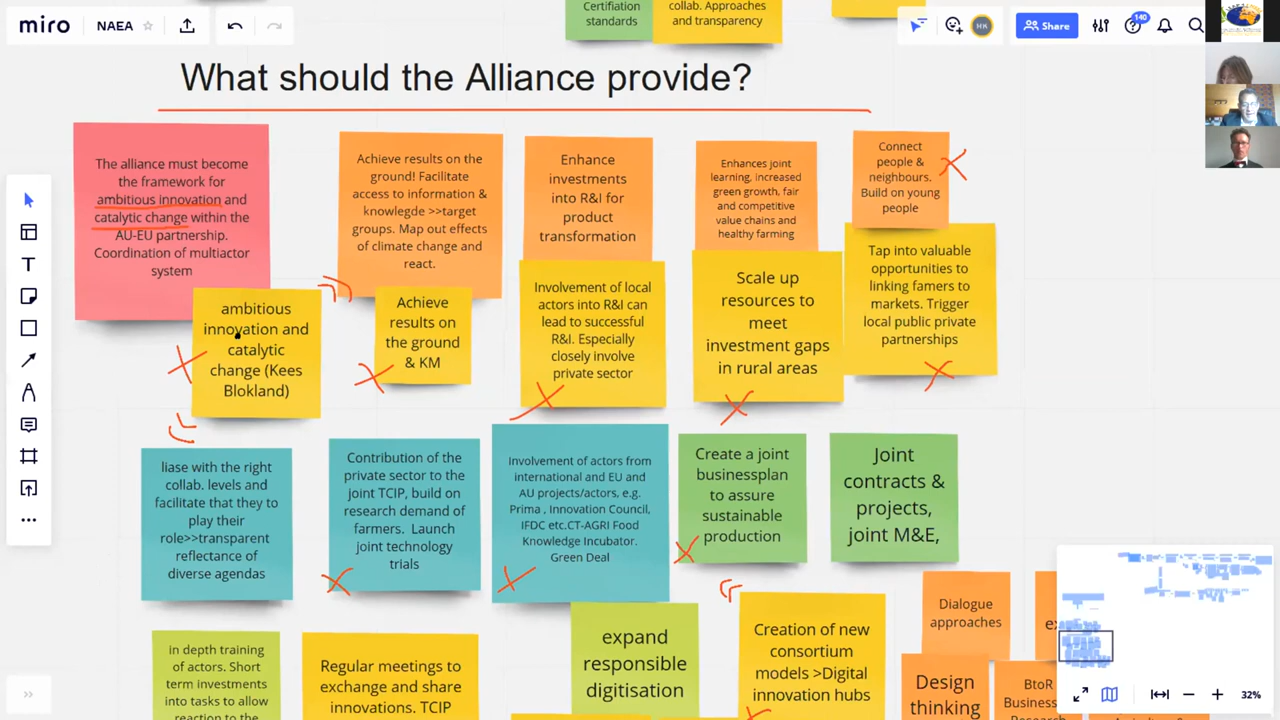 miro
NAEA
Certifiation
standards
collab. Approaches
and transparency
NK
Share
140
What should the Alliance provide?
The alliance must become
the framework for
ambitious innovation and
catalytic change within the
AU-EU partnership.
Coordination of multiactor
system
Achieve results on the
ground! Facilitate
access to information &
knowlegde >>target
groups. Map out effects
of climate change and
react.
Enhance
investments
into R&I for
product
transformation
Enhances joint
learning, increased
green growth, fair
and competitive
value chains and
healthy farming
Connect
people &
neighbours.
Build on young
people
ambitious
innovation and
catalytic
change (Kees
Blokland)
Achieve
results on
the ground
& KM
Involvement of local
actors into R&I can
lead to successful
R&I. Especially
closely involve
private sector
Scale up
resources to
meet
investment gaps
in rural areas
Tap into valuable
opportunities to
linking famers to
markets. Trigger
local public private
partnerships
liase with the right
collab. levels and
facilitate that they to
play their
role>>transparent
reflectance of
diverse agendas
Contribution of the
private sector to the
joint TCIP, build on
research demand of
farmers. Launch
joint technology
trials
Involvement of actors from
international and EU and
AU projects/actors, e.g.
Prima , Innovation Council,
IFDC etc.CT-AGRI Food
Knowledge Incubator.
Green Deal
Create a joint
businessplan
to assure
sustainable
production
Joint
contracts &
projects,
joint M&E,
in depth training
of actors. Short
term investments
into tasks to allow
reaction to the
Regular meetings to
exchange and share
innovations. TCIP
expand
responsible
digitisation
Creation of new
consortium
models >Digital
innovation hubs
Dialogue
approaches
ex
Design
thinking
BtoR
Business
Research
32%